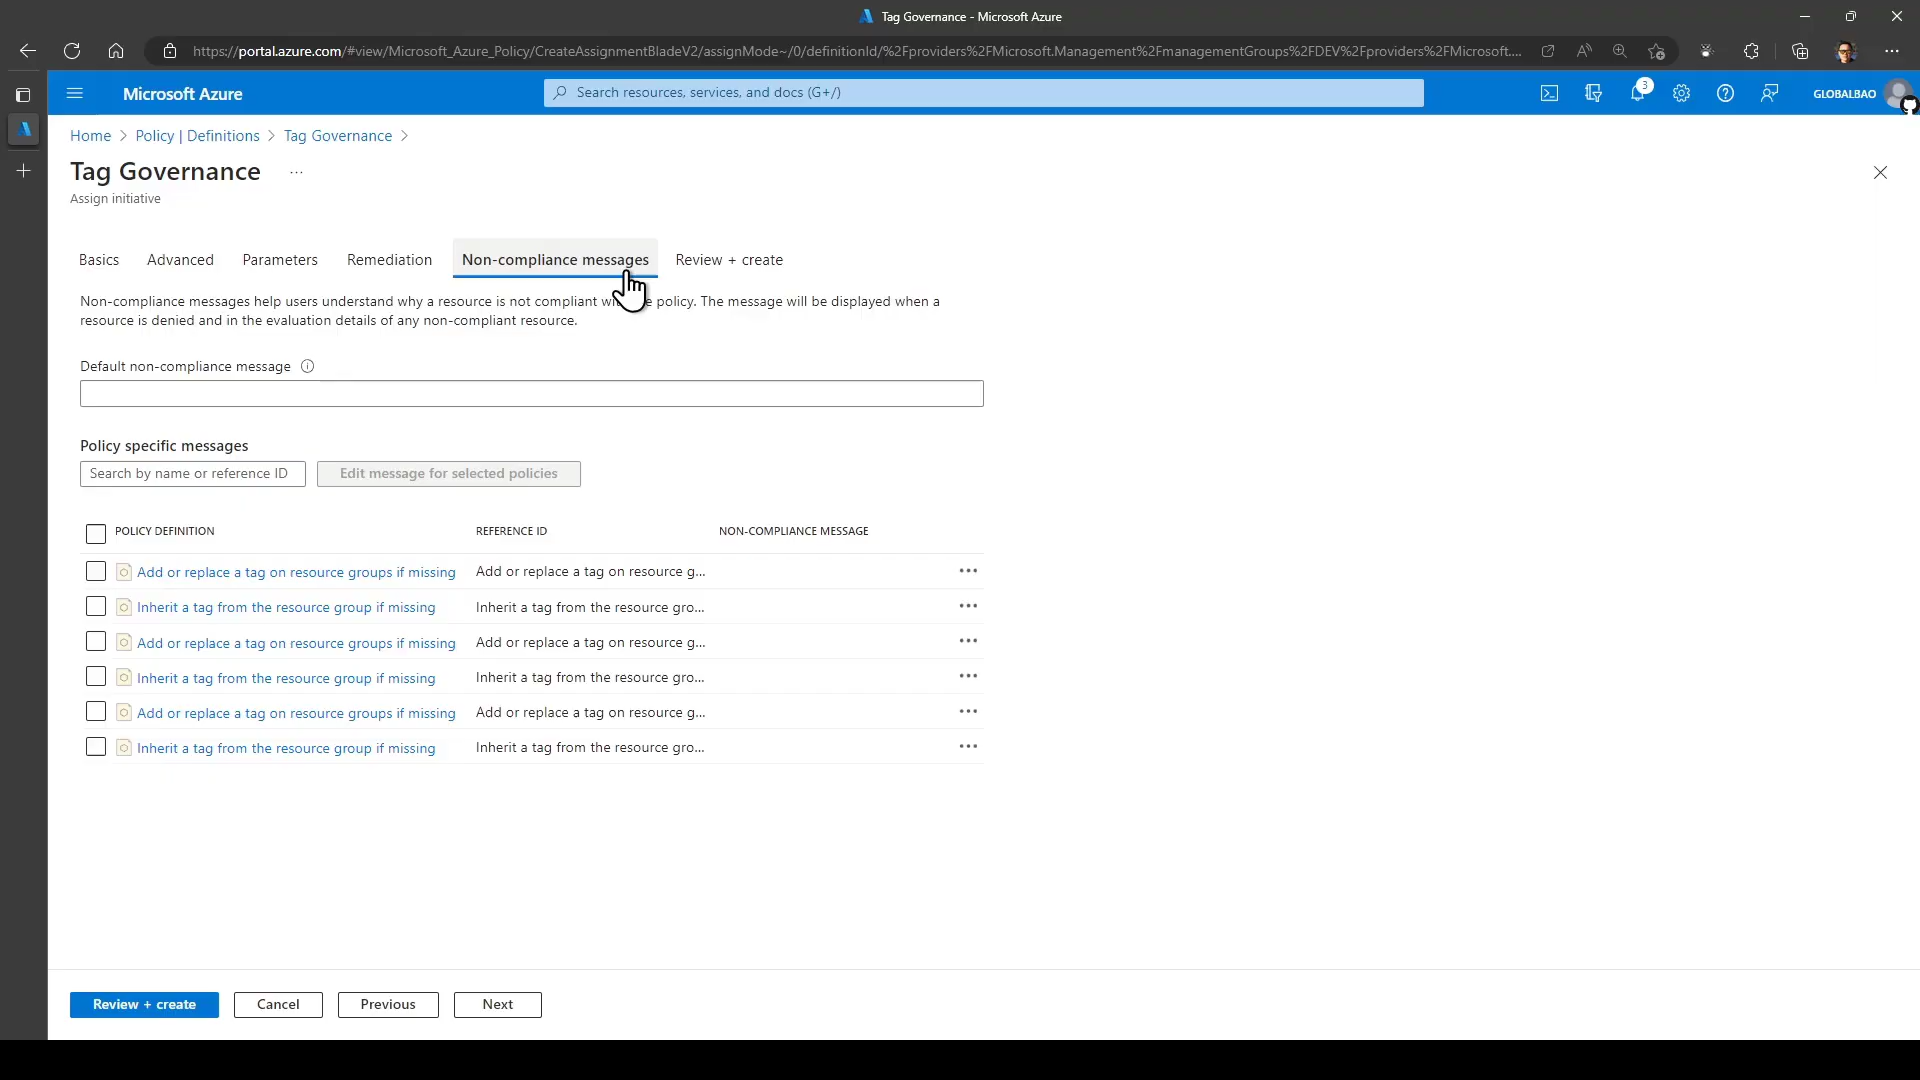 Tag Governance - Microsoft Azure
https://portal.azure.com/#view/Microsoft_Azure_Policy/CreateAssignmentBladeV2/assignMode~/0/definitionId/%2Fproviders%2FMicrosoft.Management%2FmanagementGroups%2FDEV%2Fproviders%2FMicrosoft....
Microsoft Azure
Search resources, services, and docs (G+/)
3
GLOBALBAO
Home > Policy | Definitions > Tag Governance >
Tag Governance ...
Assign initiative
Basics Advanced Parameters Remediation Non-compliance messages Review + create
Non-compliance messages help users understand why a resource is not compliant policy. The message will be displayed when a
resource is denied and in the evaluation details of any non-compliant resource.
Default non-compliance message
Policy specific messages
Search by name or reference ID Edit message for selected policies
POLICY DEFINITION REFERENCE ID NON-COMPLIANCE MESSAGE
Add or replace a tag on resource groups if missing Add or replace a tag on resource g...
Inherit a tag from the resource group if missing Inherit a tag from the resource gro...
Add or replace a tag on resource groups if missing Add or replace a tag on resource g...
Inherit a tag from the resource group if missing Inherit a tag from the resource gro...
Add or replace a tag on resource groups if missing Add or replace a tag on resource g...
Inherit a tag from the resource group if missing Inherit a tag from the resource gro...
Review + create Cancel Previous Next